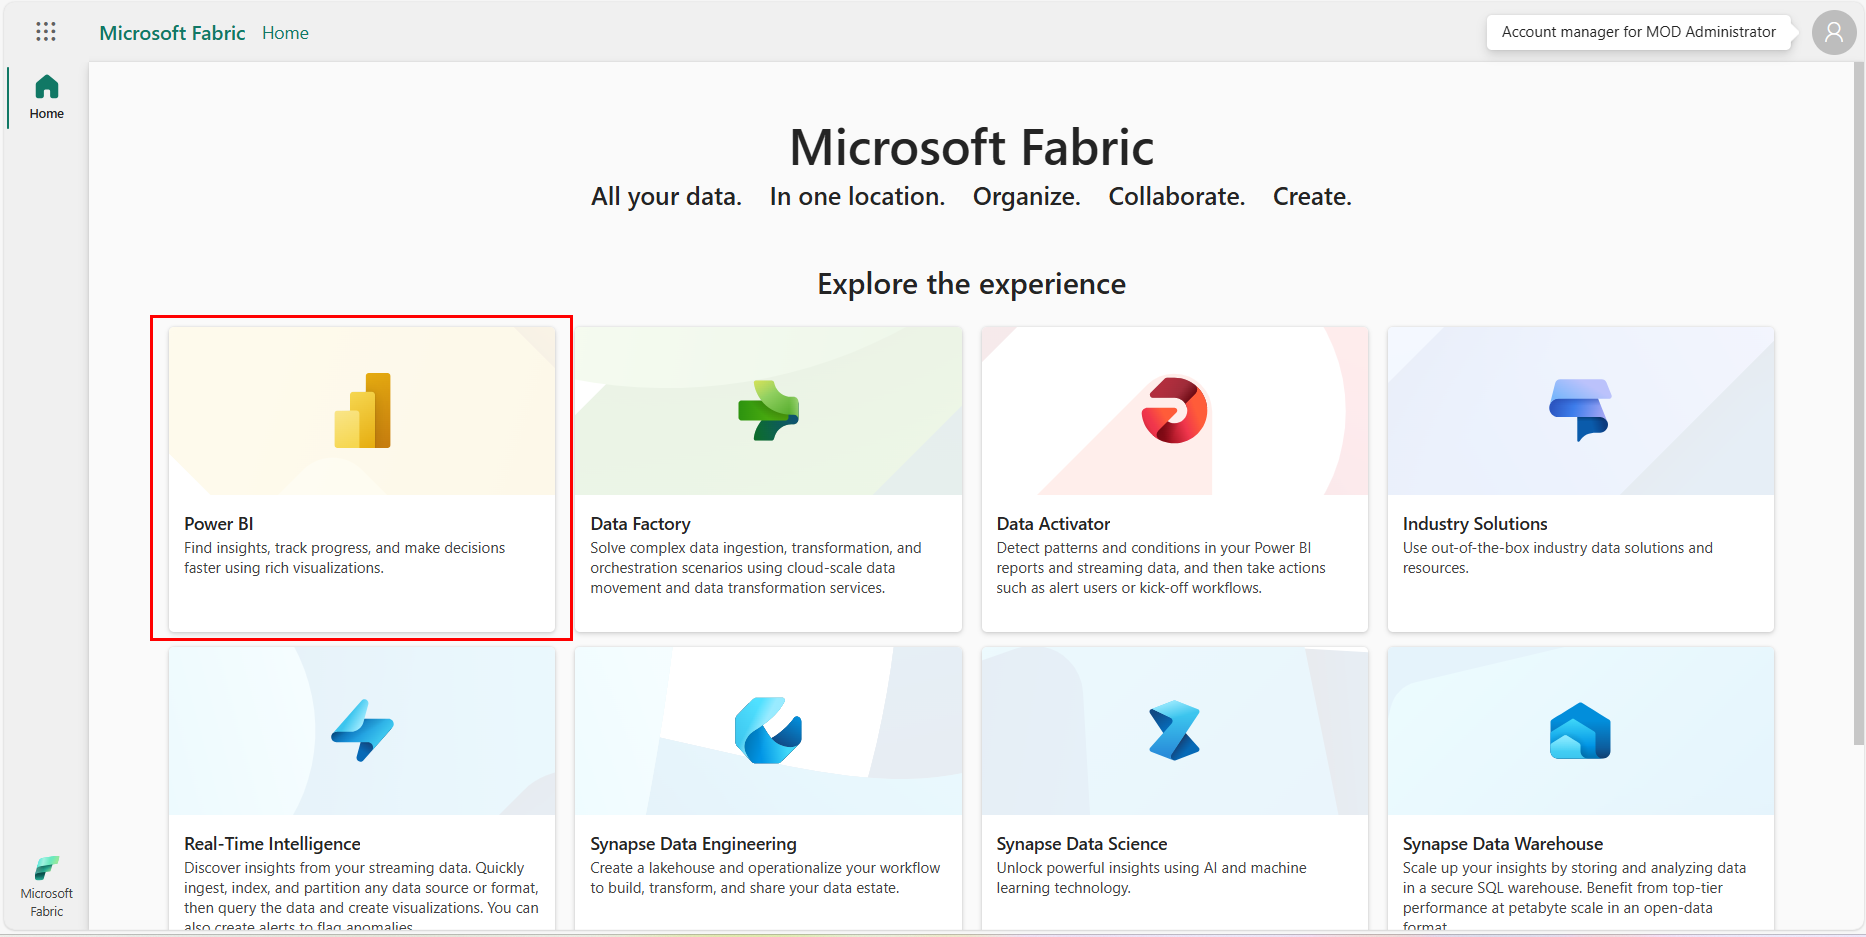 Microsoft Fabric Home
Account manager for MOD Administrator
Home
Microsoft Fabric
All your data. In one location. Organize. Collaborate. Create.
Explore the experience
Power BI
Find insights, track progress, and make decisions
faster using rich visualizations.
Data Factory
Solve complex data ingestion, transformation, and
orchestration scenarios using cloud-scale data
movement and data transformation services.
Data Activator
Detect patterns and conditions in your Power BI
reports and streaming data, and then take actions
such as alert users or kick-off workflows.
Industry Solutions
Use out-of-the-box industry data solutions and
resources.
Real-Time Intelligence
Discover insights from your streaming data. Quickly
ingest, index, and partition any data source or format,
then query the data and create visualizations. You can
also create alerts to flag anomalies.
Synapse Data Engineering
Create a lakehouse and operationalize your workflow
to build, transform, and share your data estate.
Synapse Data Science
Unlock powerful insights using AI and machine
learning technology.
Synapse Data Warehouse
Scale up your insights by storing and analyzing data
in a secure SQL warehouse. Benefit from top-tier
performance at petabyte scale in an open-data
format.
Microsoft
Fabric